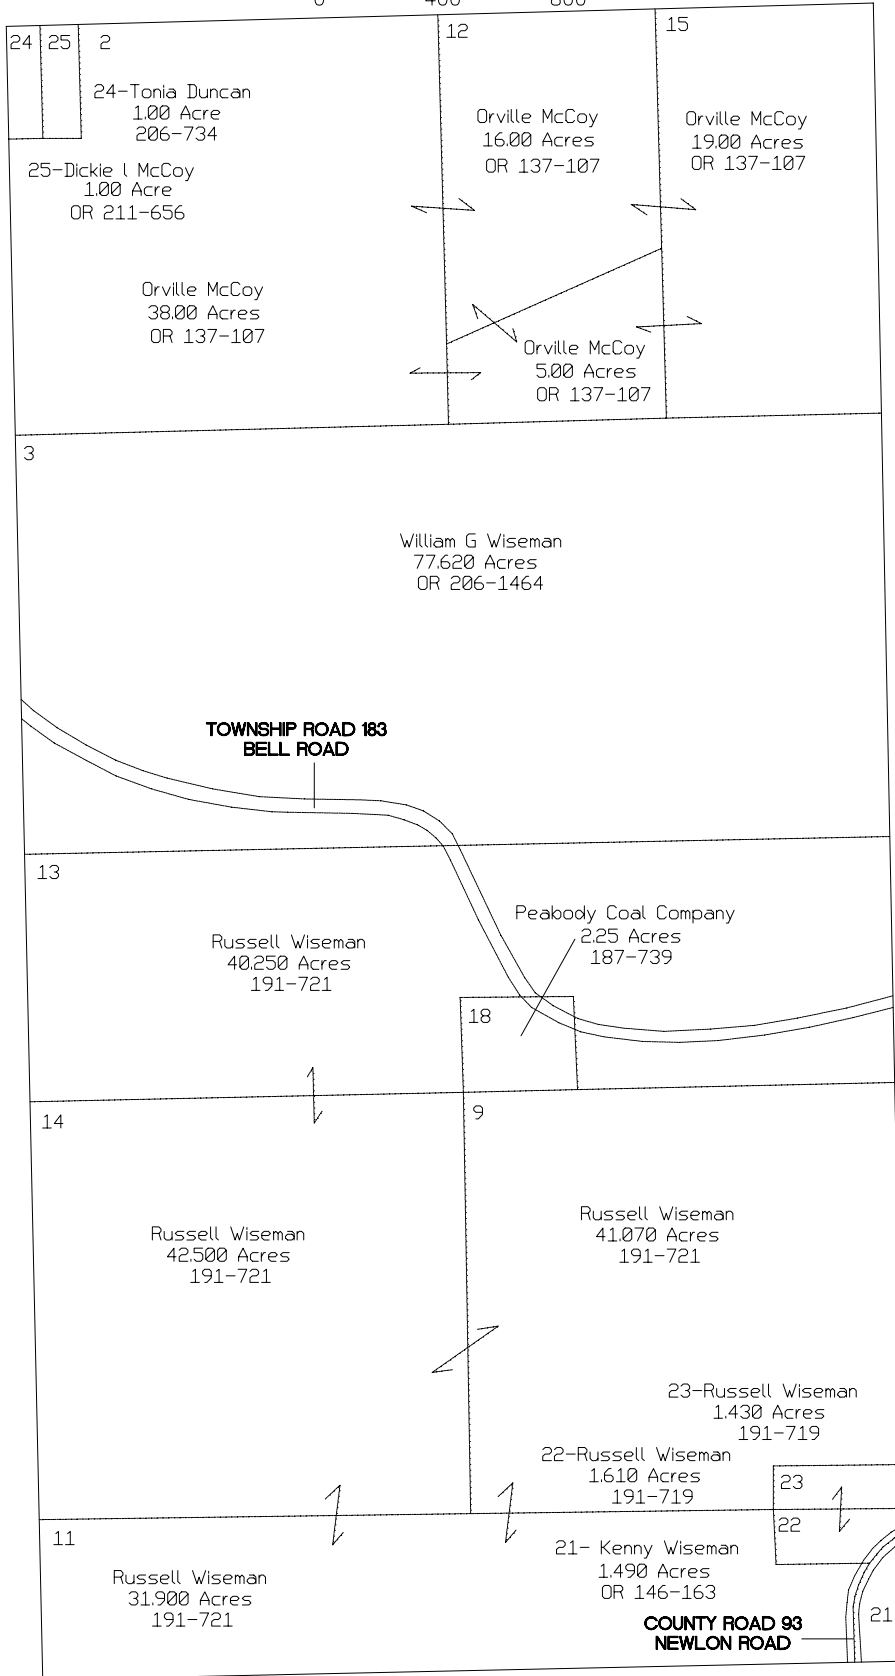 0 400 800
24 25 2
12
15
24-Tonia Duncan
1.00 Acre
206-734
25-Dickie l McCoy
1.00 Acre
OR 211-656
Orville McCoy
38.00 Acres
OR 137-107
Orville McCoy
16.00 Acres
OR 137-107
Orville McCoy
19.00 Acres
OR 137-107
Orville McCoy
5.00 Acres
OR 137-107
3
William G Wiseman
77.620 Acres
OR 206-1464
TOWNSHIP ROAD 183
BELL ROAD
13
Russell Wiseman
40.250 Acres
191-721
Peabody Coal Company
2.25 Acres
187-739
18
14
9
Russell Wiseman
42.500 Acres
191-721
Russell Wiseman
41.070 Acres
191-721
23-Russell Wiseman
1.430 Acres
191-719
22-Russell Wiseman
1.610 Acres
191-719
23
22
11
21- Kenny Wiseman
1.490 Acres
OR 146-163
Russell Wiseman
31.900 Acres
191-721
COUNTY ROAD 93
NEWLON ROAD
21